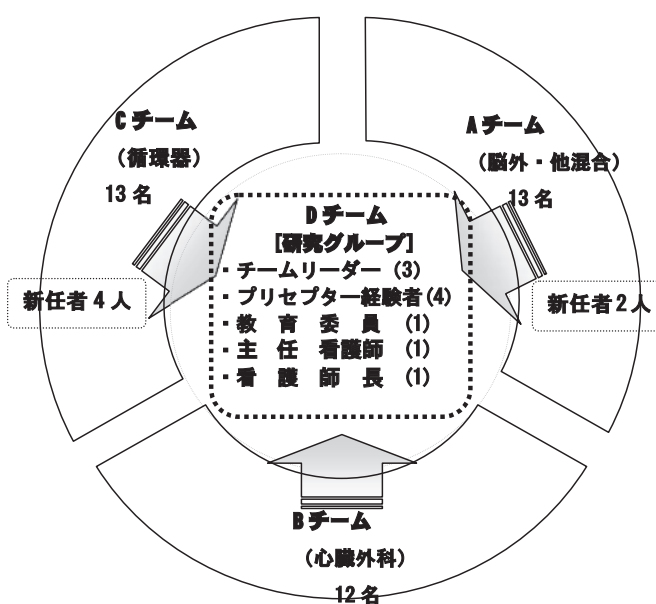 Cチーム
(循環器)
13名
Aチーム
(脳外・他混合)
13名
Dチーム
[研究グループ]
・チームリーダー(3)
・プリセプター経験者(4)
・教育委員(1)
・主任看護師(1)
・看護師長(1)
新任者4人
新任者2人
Bチーム
(心臓外科)
12名